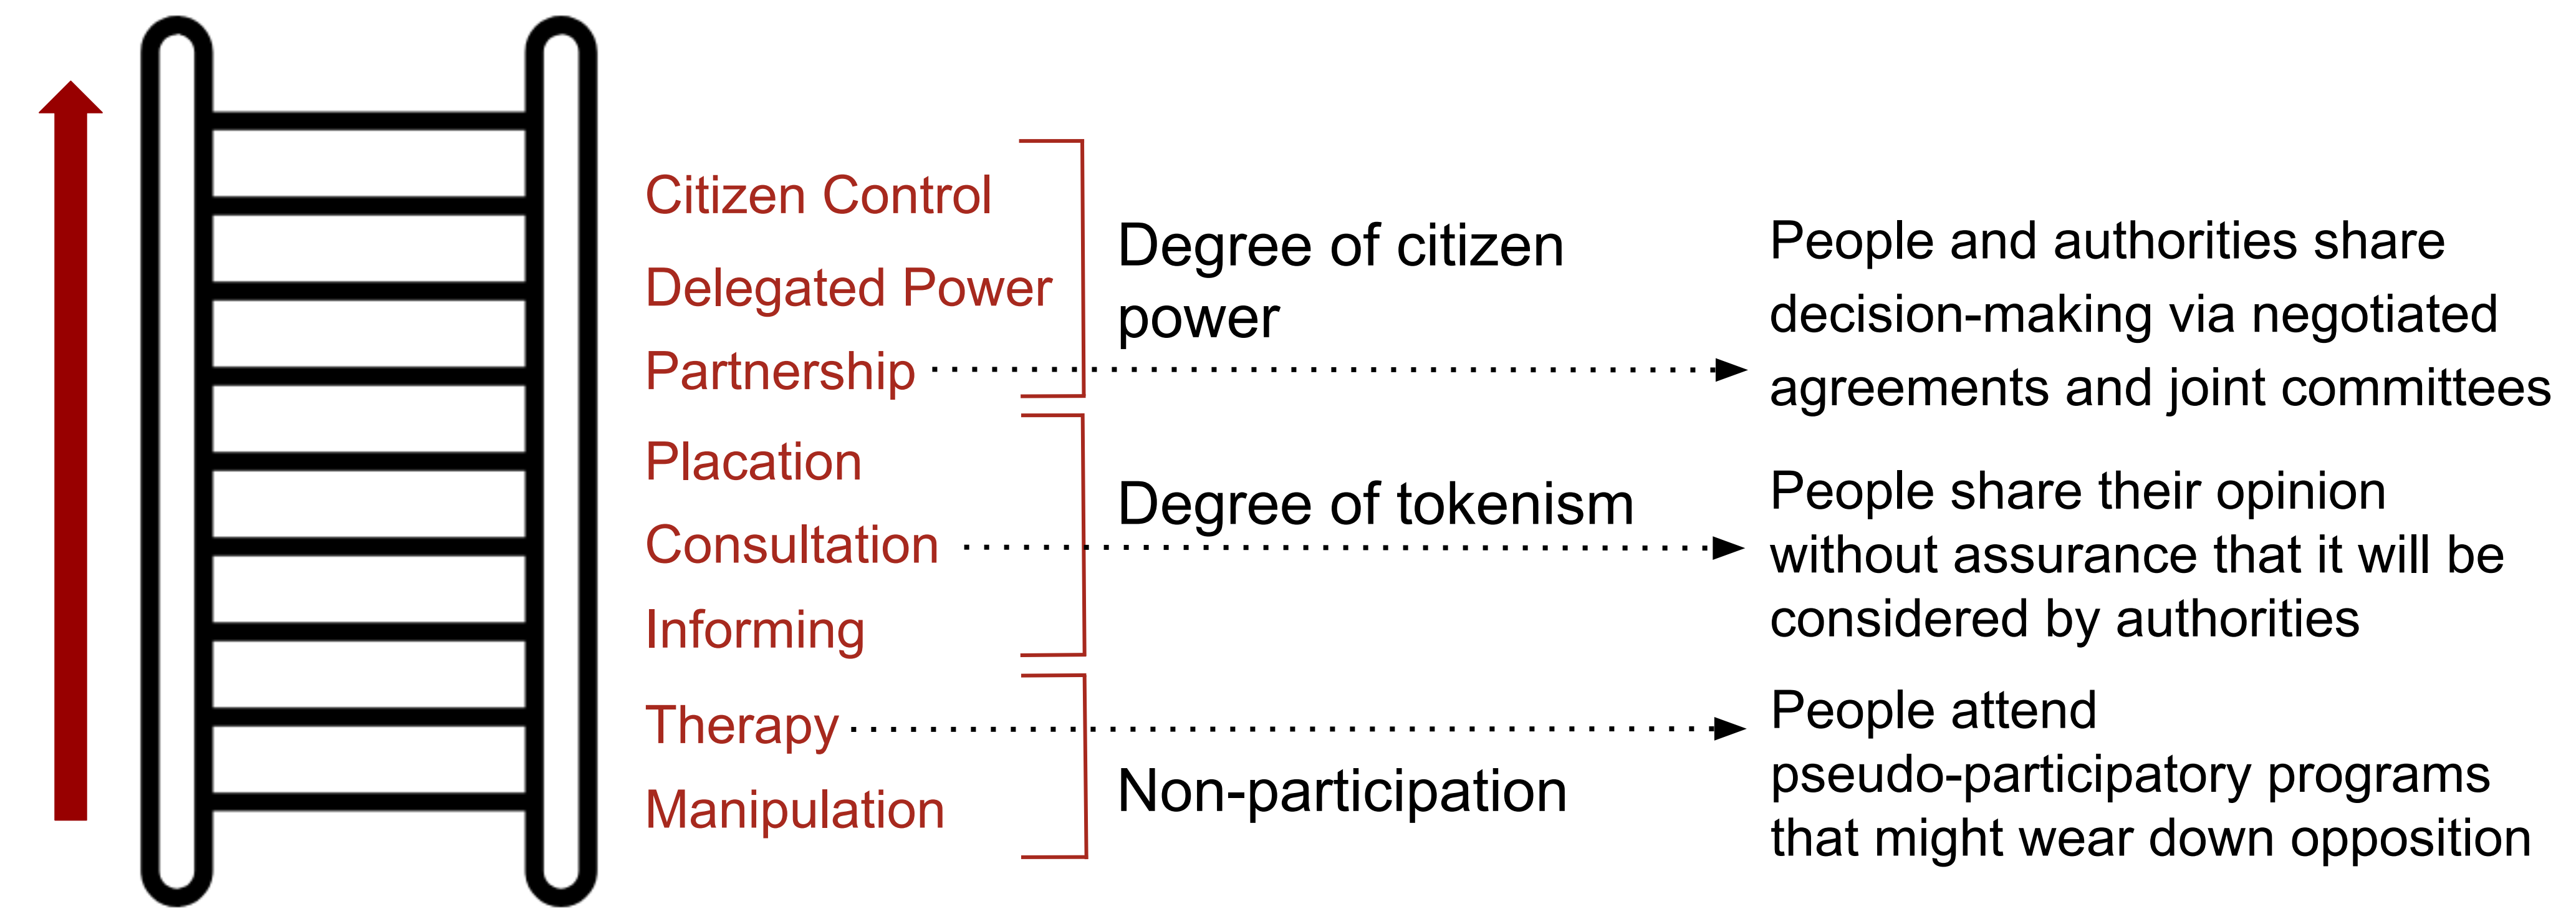 Citizen Control
Delegated Power
Partnership
Placation
Consultation
Informing
Therapy
Manipulation
Degree of citizen
power
Degree of tokenism
Non-participation
People and authorities share
decision-making via negotiated
agreements and joint committees
People share their opinion
without assurance that it will be
considered by authorities
People attend
pseudo-participatory programs
that might wear down opposition